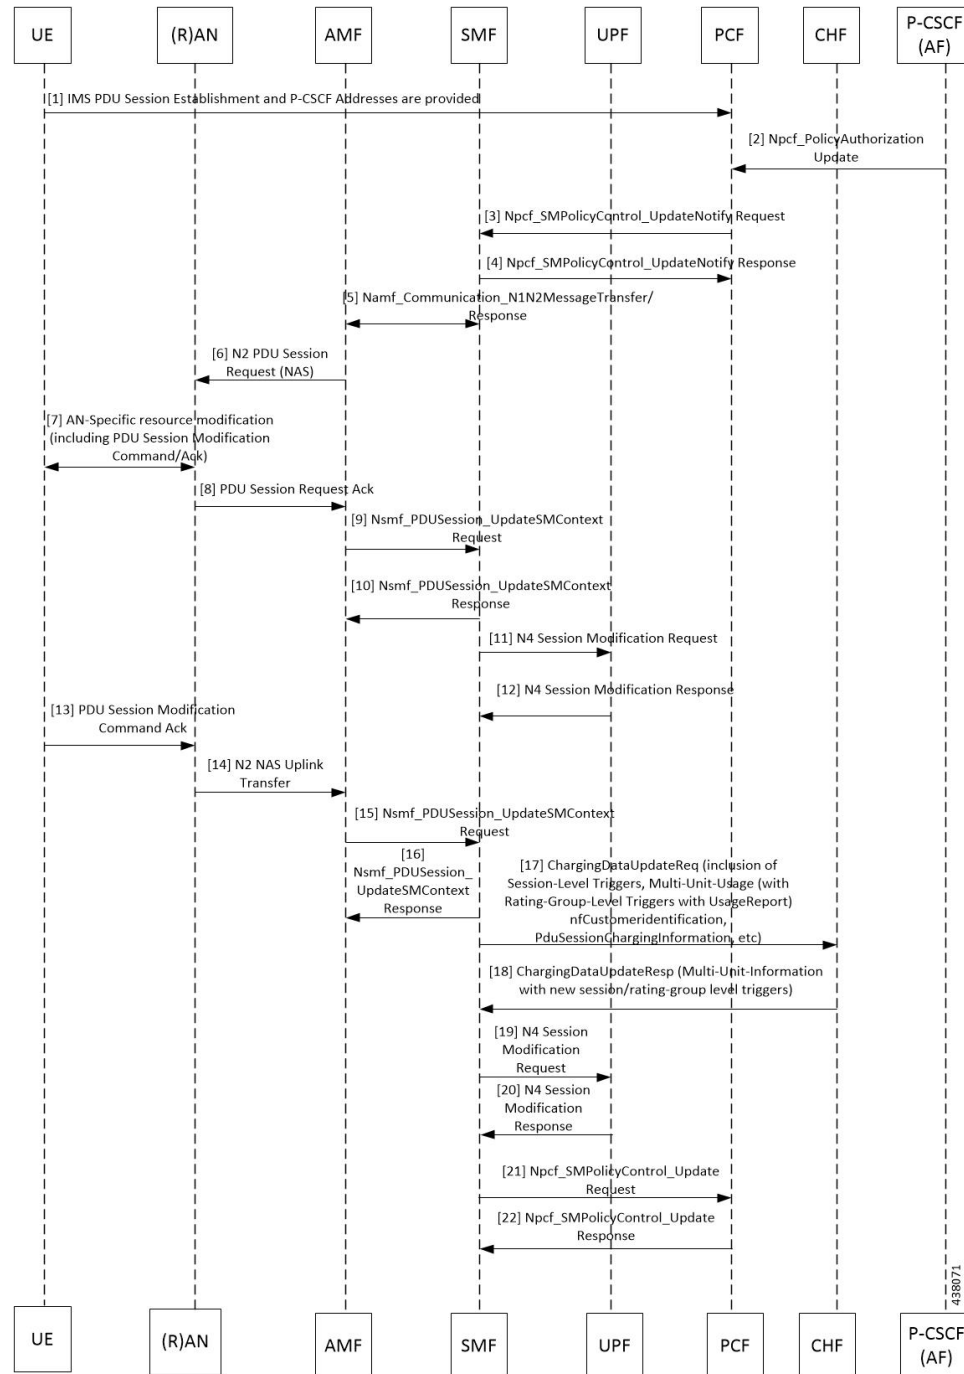 UE
(R)AN
AMF
SMF
UPF
PCF
CHF
P-CSCF
(AF)
[1] IMS PDU Session Establishment and P-CSCF Addresses are provided
[2] Npcf_PolicyAuthorization
Update
[3] Npcf_SMPolicyControl_UpdateNotify Request
[4] Npcf_SMPolicyControl_UpdateNotify Response
[5] Namf_Communication_N1N2MessageTransfer/
Response
[6] N2 PDU Session
Request (NAS)
[7] AN-Specific resource modification
(including PDU Session Modification
Command/Ack)
[8] PDU Session Request Ack
[9] Nsmf_PDUSession_UpdateSMContext
Request
[10] Nsmf_PDUSession_UpdateSMContext
Response
[11] N4 Session Modification Request
[12] N4 Session Modification Response
[13] PDU Session Modification
Command Ack
[14] N2 NAS Uplink
Transfer
[15] Nsmf_PDUSession_UpdateSMContext
Request
[16]
Nsmf_PDUSession_
UpdateSMContext
Response
[17] ChargingDataUpdateReq (inclusion of
Session-Level Triggers, Multi-Unit-Usage (with
Rating-Group-Level Triggers with UsageReport)
nfCustomeridentification,
PduSessionChargingInformation, etc)
[18] ChargingDataUpdateResp (Multi-Unit-Information
with new session/rating-group level triggers)
[19] N4 Session
Modification
Request
[20] N4 Session
Modification
Response
[21] Npcf_SMPolicyControl_Update
Request
[22] Npcf_SMPolicyControl_Update
Response
438071
UE
(R)AN
AMF
SMF
UPF
PCF
CHF
P-CSCF
(AF)